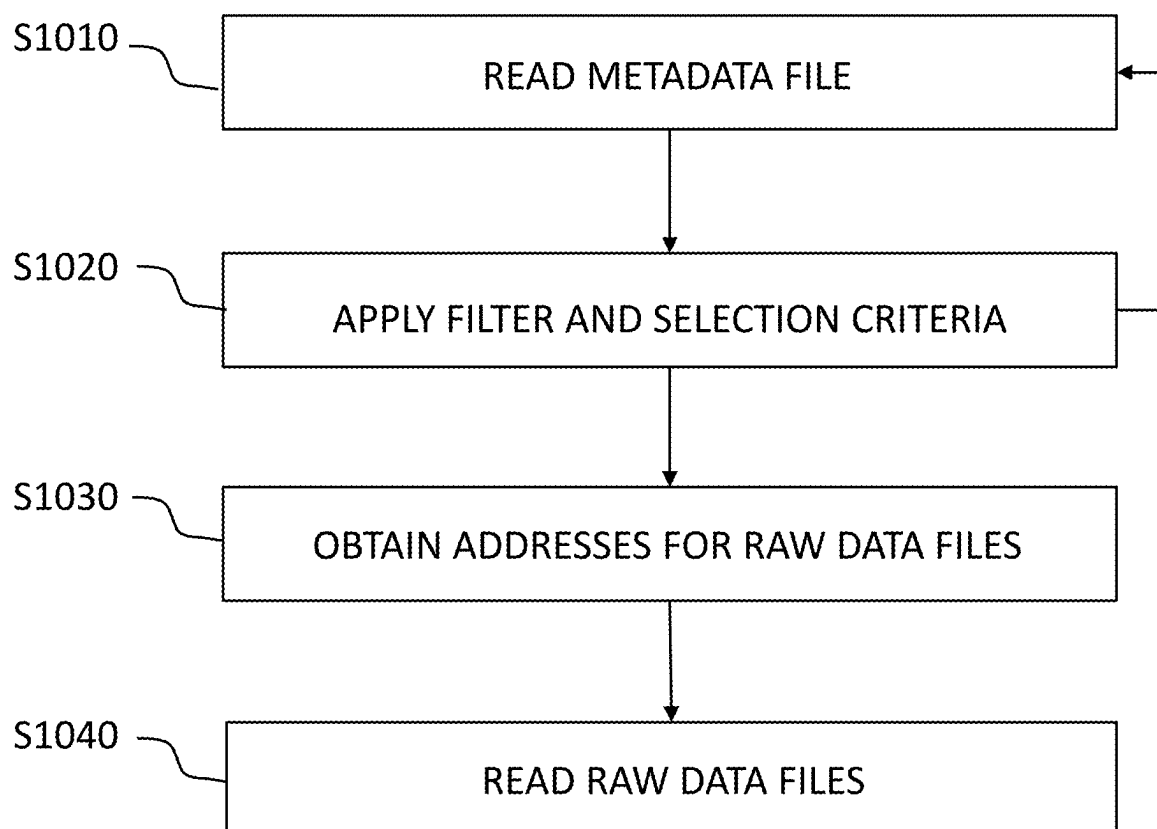 S1010
READ METADATA FILE
S1020
APPLY FILTER AND SELECTION CRITERIA
S1030
OBTAIN ADDRESSES FOR RAW DATA FILES
S1040
READ RAW DATA FILES